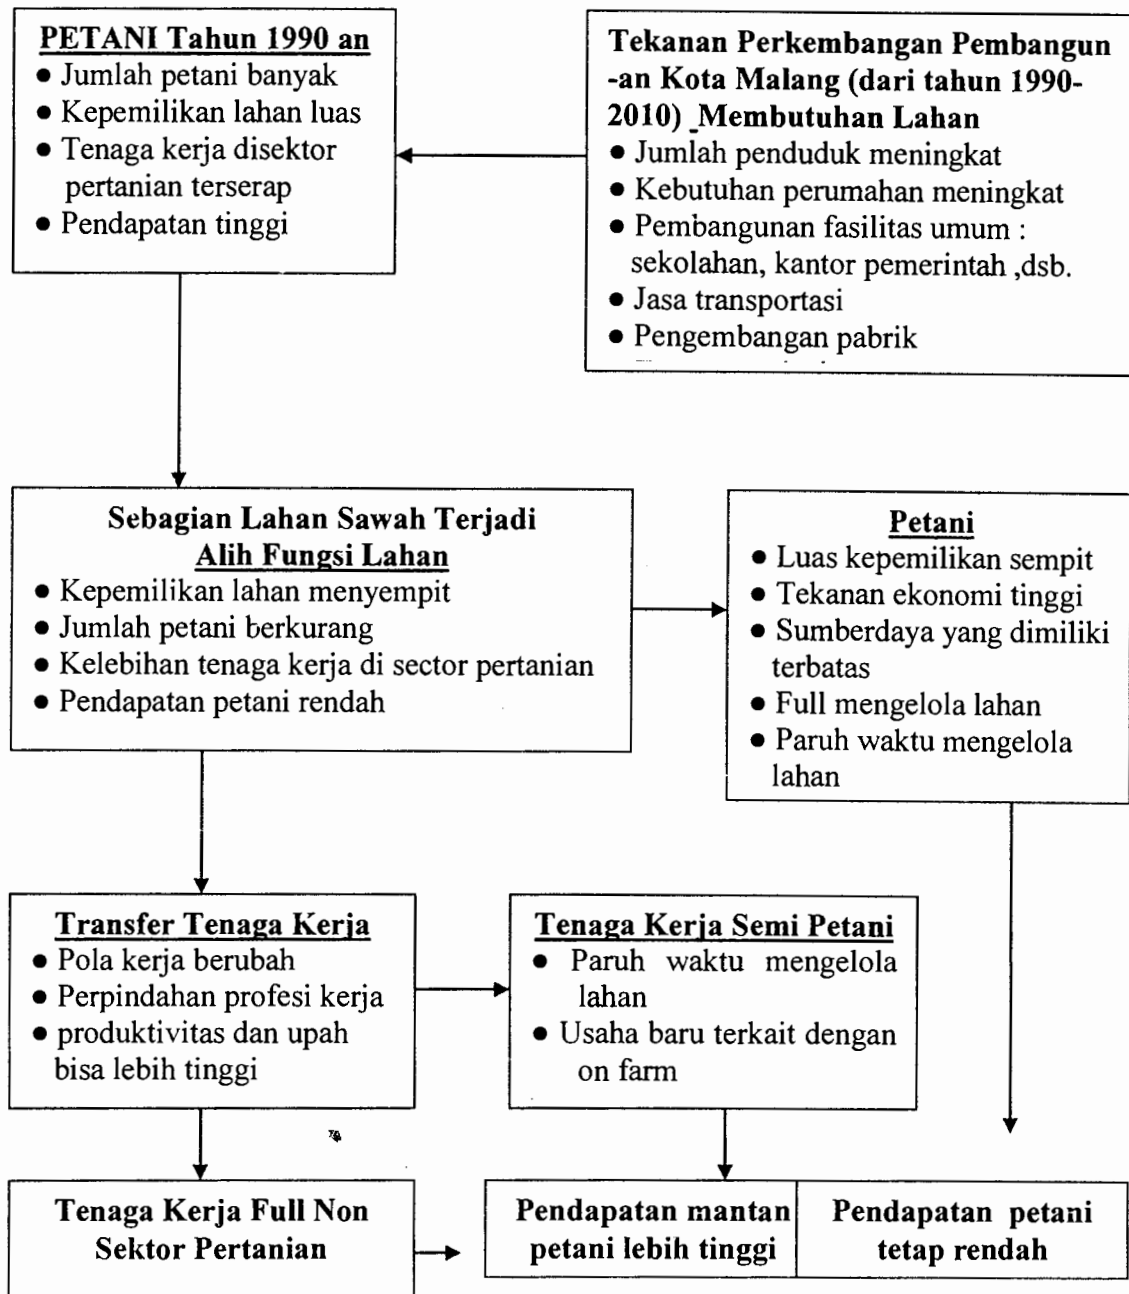 PETANI Tahun 1990 an
● Jumlah petani banyak
● Kepemilikan lahan luas
● Tenaga kerja disektor
pertanian terserap
● Pendapatan tinggi
Tekanan Perkembangan Pembangun
-an Kota Malang (dari tahun 1990-
2010) Membutuhan Lahan
● Jumlah penduduk meningkat
● Kebutuhan perumahan meningkat
● Pembangunan fasilitas umum :
sekolahan, kantor pemerintah ,dsb.
● Jasa transportasi
● Pengembangan pabrik
Sebagian Lahan Sawah Terjadi
Alih Fungsi Lahan
● Kepemilikan lahan menyempit
● Jumlah petani berkurang
● Kelebihan tenaga kerja di sector pertanian
● Pendapatan petani rendah
Petani
● Luas kepemilikan sempit
● Tekanan ekonomi tinggi
● Sumberdaya yang dimiliki
terbatas
● Full mengelola lahan
● Paruh waktu mengelola
lahan
Transfer Tenaga Kerja
● Pola kerja berubah
● Perpindahan profesi kerja
● produktivitas dan upah
bisa lebih tinggi
Tenaga Kerja Semi Petani
● Paruh waktu mengelola
lahan
● Usaha baru terkait dengan
on farm
Tenaga Kerja Full Non
Sektor Pertanian
Pendapatan mantan
petani lebih tinggi
Pendapatan petani
tetap rendah